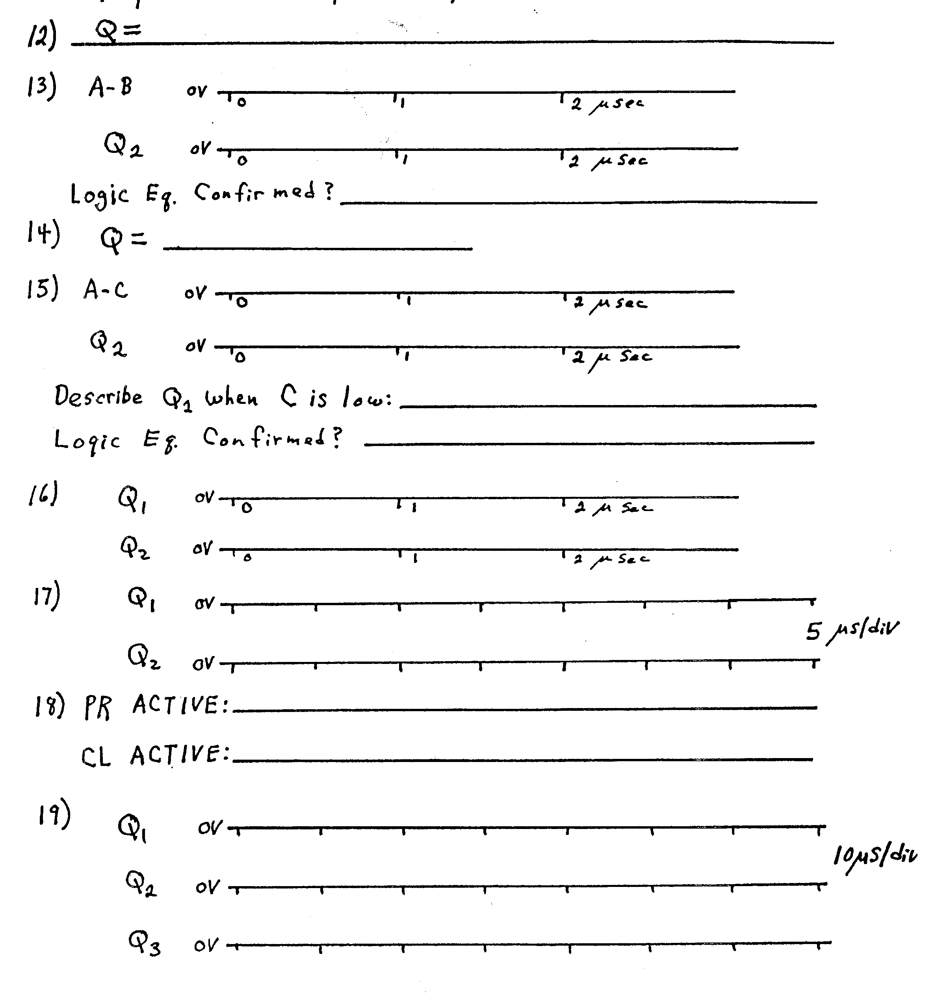 12) Q=
13) A-B 0V 0 1 2 μsec
Q2 0V 0 1 2 μsec
Logic Eq. Confirmed?
14) Q=
15) A-C 0V 0 1 2 μsec
Q2 0V 0 1 2 μsec
Describe Q1 when C is low:
Logic Eq. Confirmed?
16) Q1 0V 0 1 2 μsec
Q2 0V 0 1 2 μsec
17) Q1 0V
5 μs/div
Q2 0V
18) PR ACTIVE:
CL ACTIVE:
19) Q1 0V
10μs/div
Q2 0V
Q3 0V